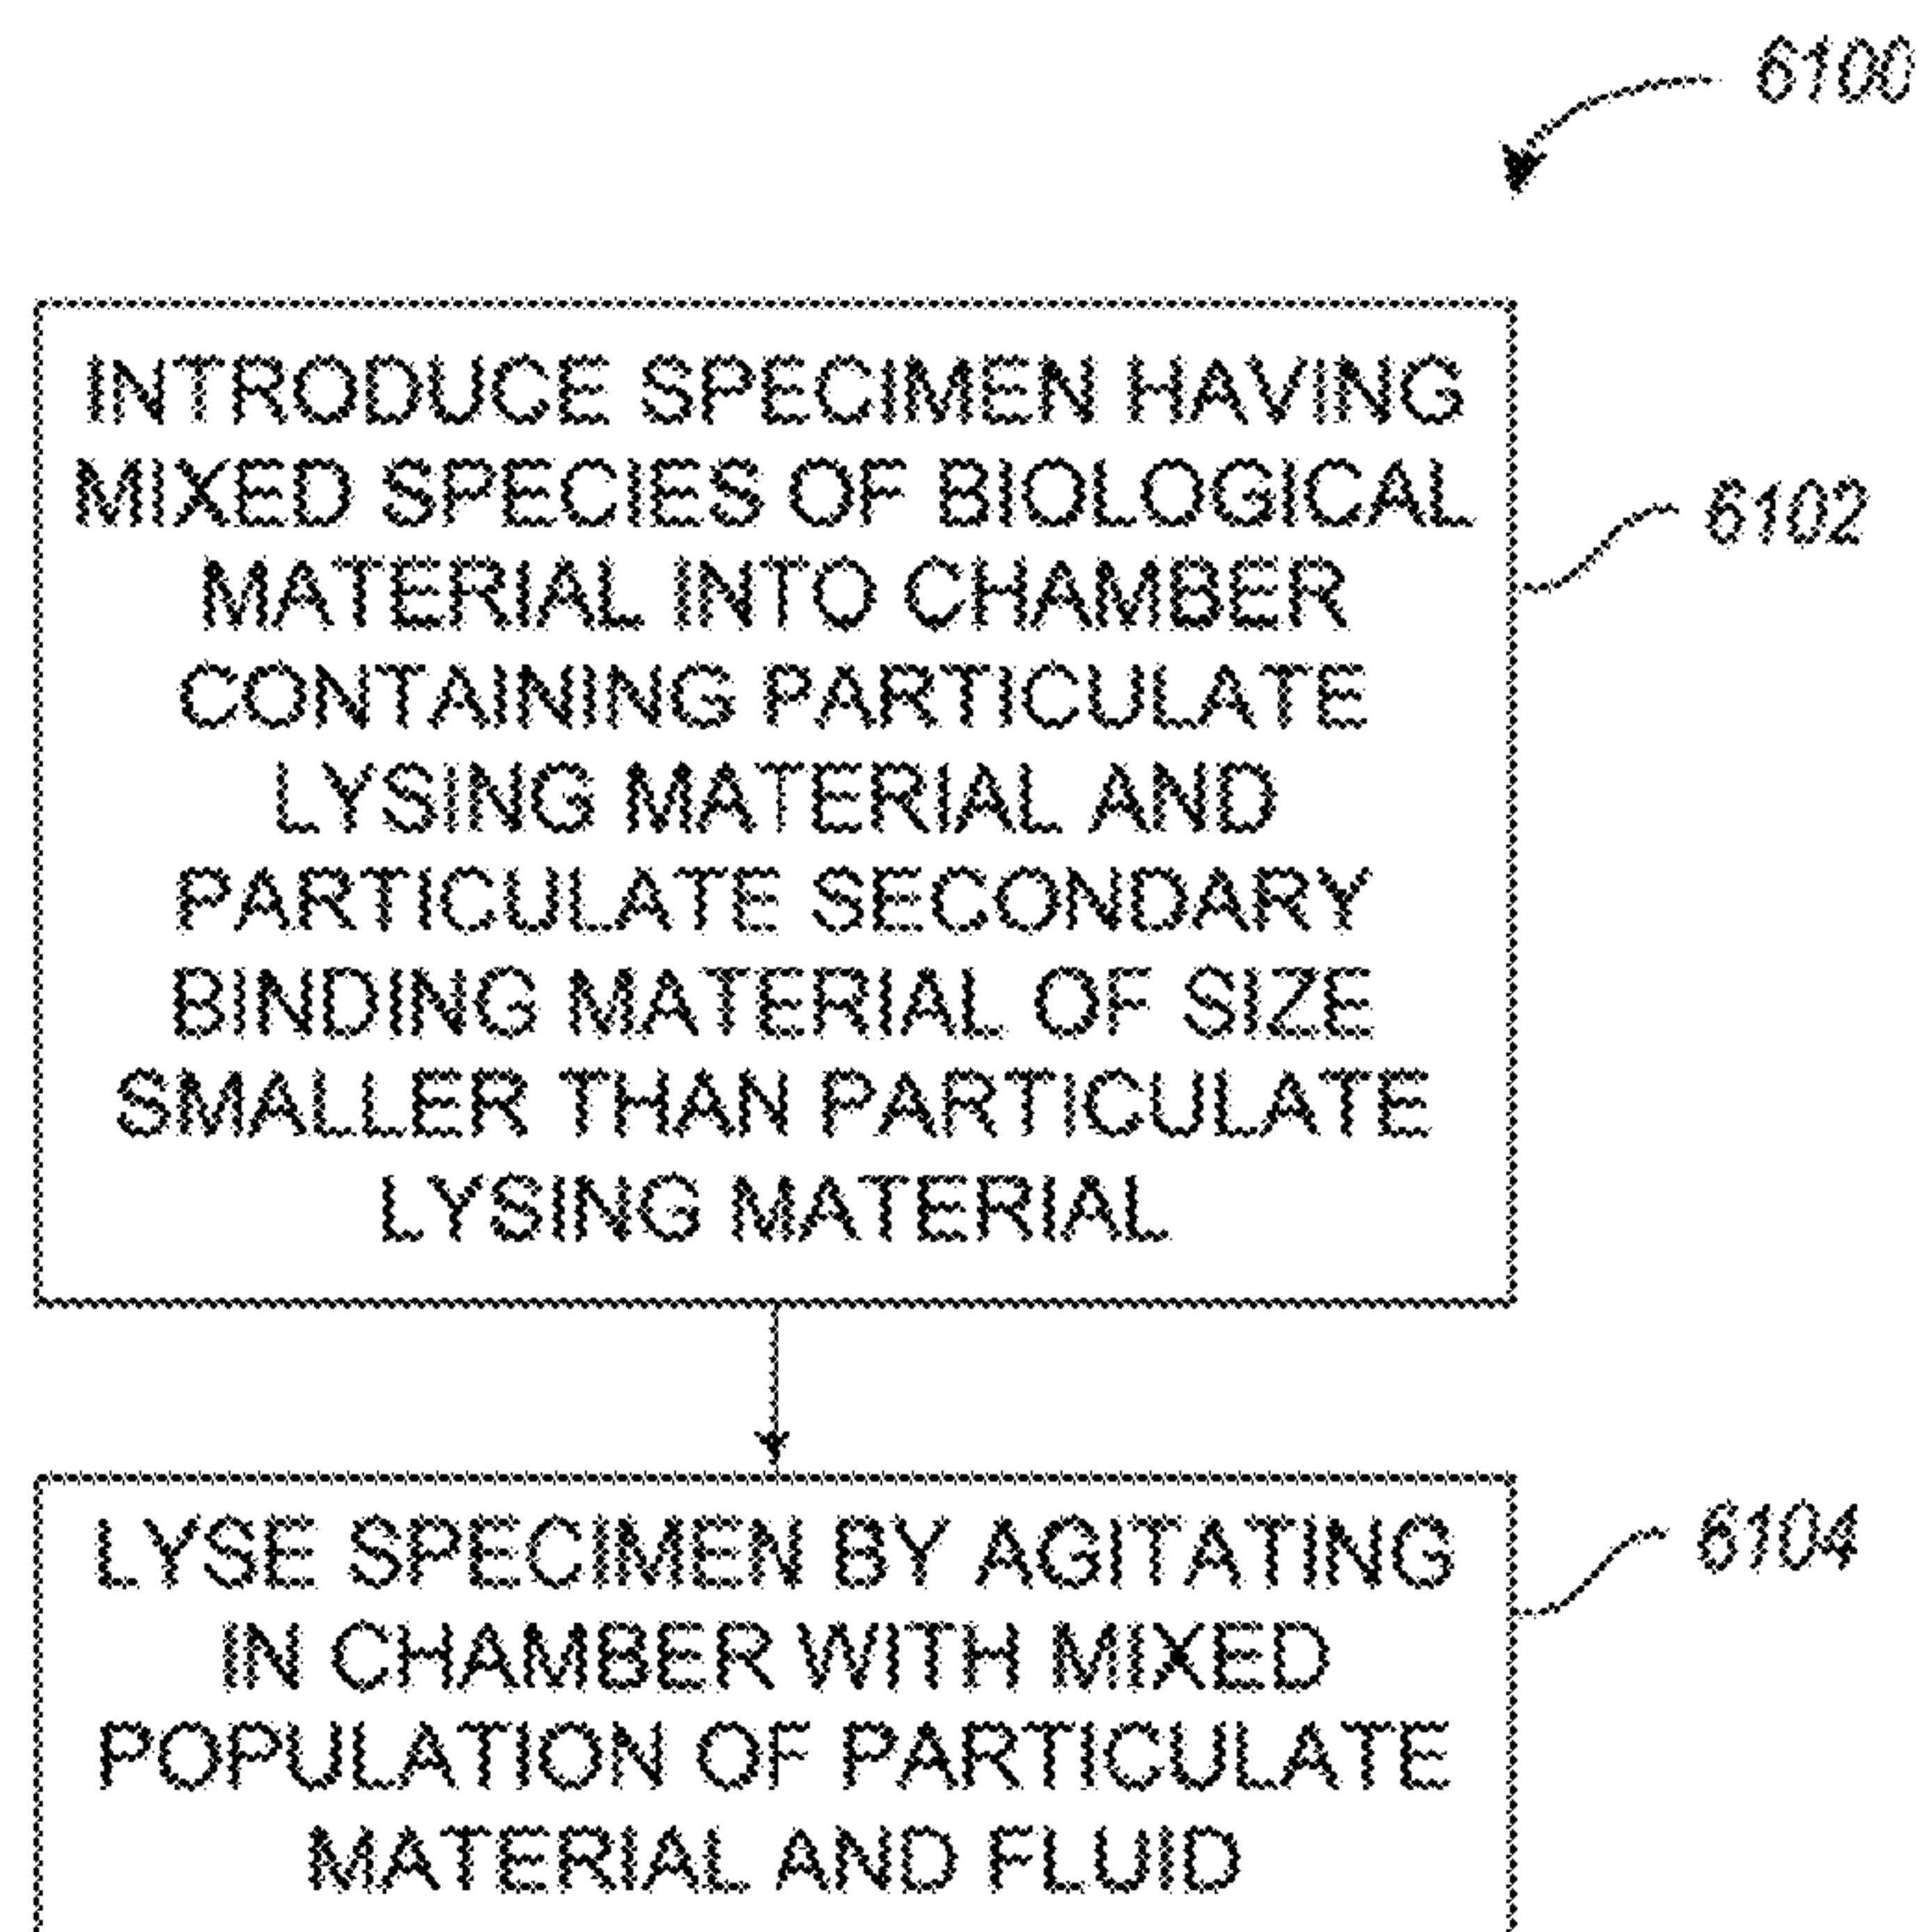 6100
INTRODUCE SPECIMEN HAVING
MIXED SPECIES OF BIOLOGICAL
MATERIAL INTO CHAMBER
CONTAINING PARTICULATE
LYSING MATERIAL AND
PARTICULATE SECONDARY
BINDING MATERIAL OF SIZE
SMALLER THAN PARTICULATE
LYSING MATERIAL
6102
LYSE SPECIMEN BY AGITATING
IN CHAMBER WITH MIXED
POPULATION OF PARTICULATE
MATERIAL AND FLUID
6104